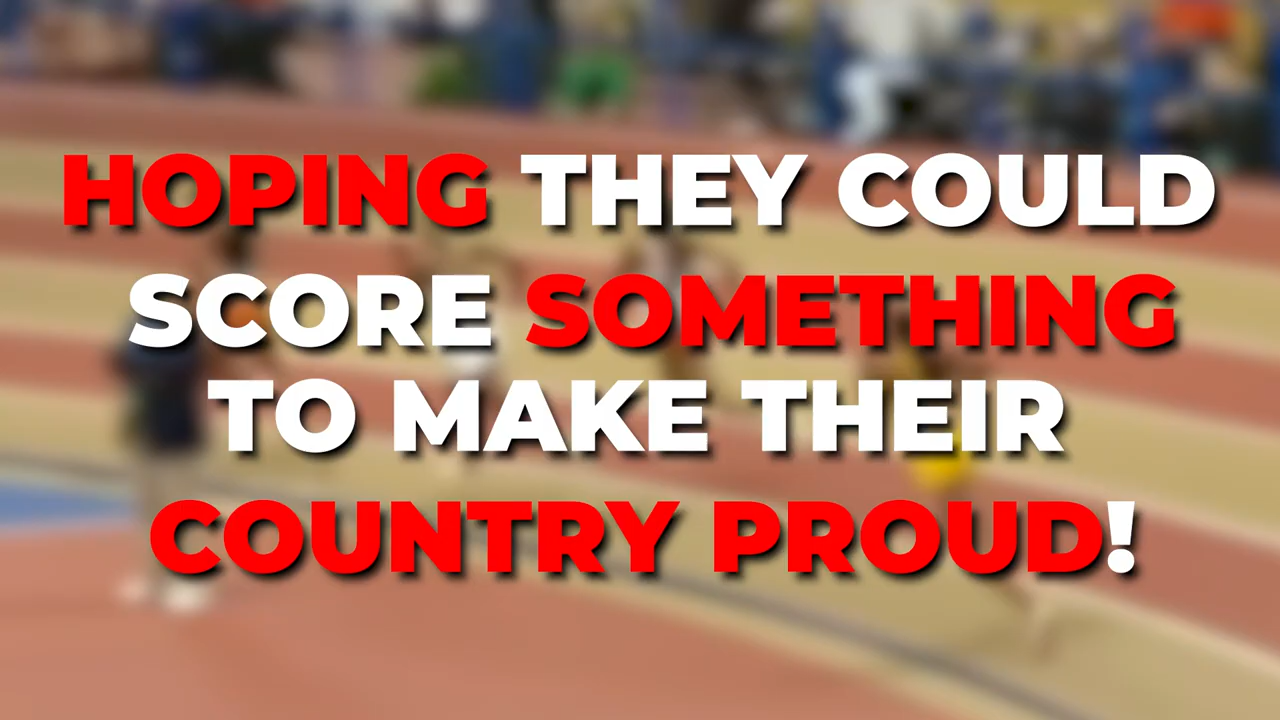 HOPING THEY COULD
SCORE SOMETHING
TO MAKE THEIR
COUNTRY PROUD!